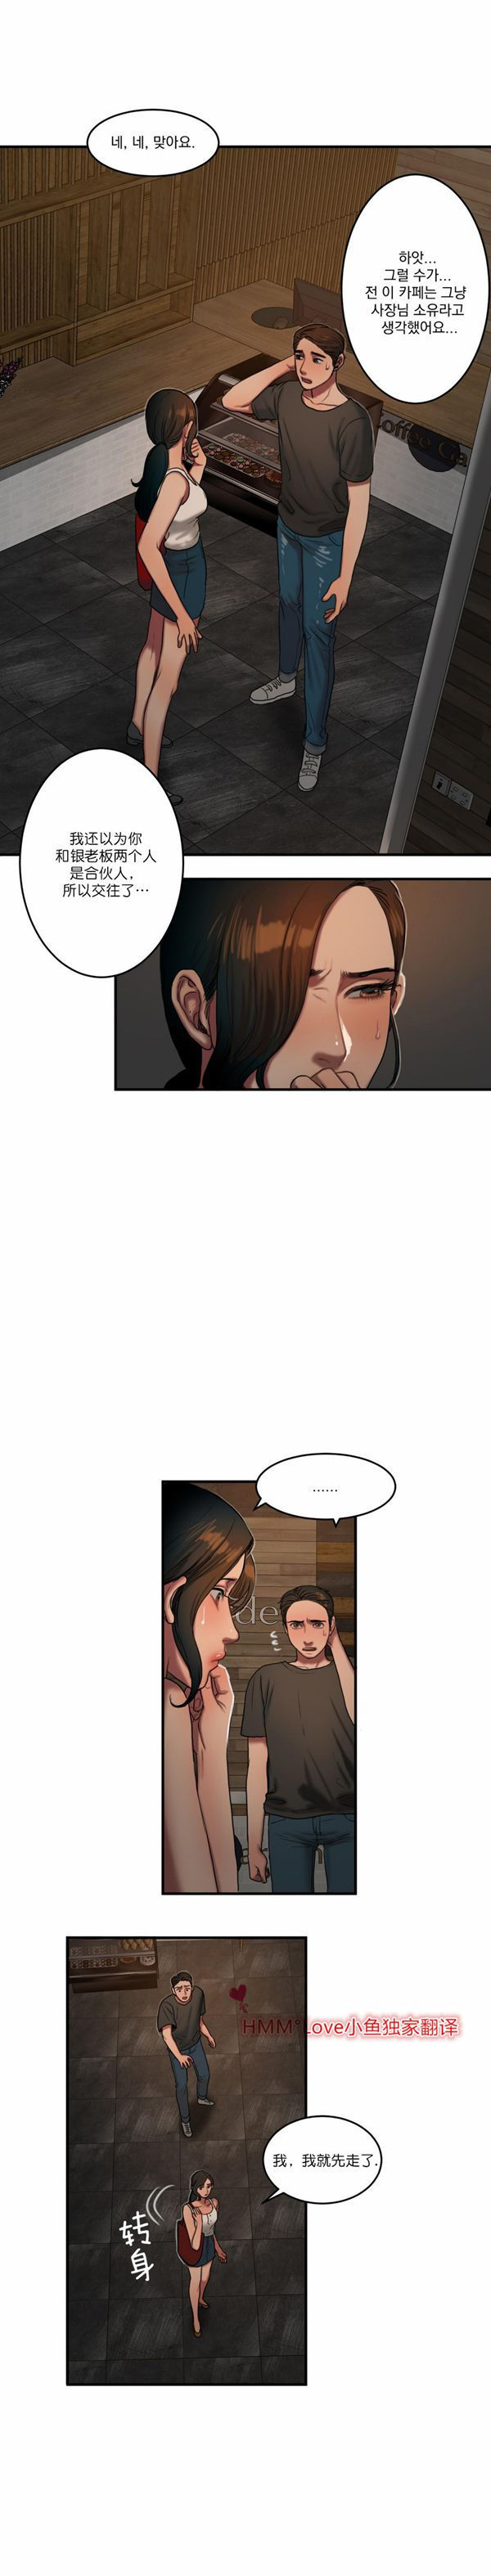 네, 네, 맞아요.
하앗...
그럴 수가...
전 이 카페는 그냥
사장님 소유라고
생각했어요...
offee Ca
我还以为你
和银老板两个人
是合伙人，
所以交往了…
......
de
HMM°Love小鱼独家翻译
我，我就先走了.
转
身